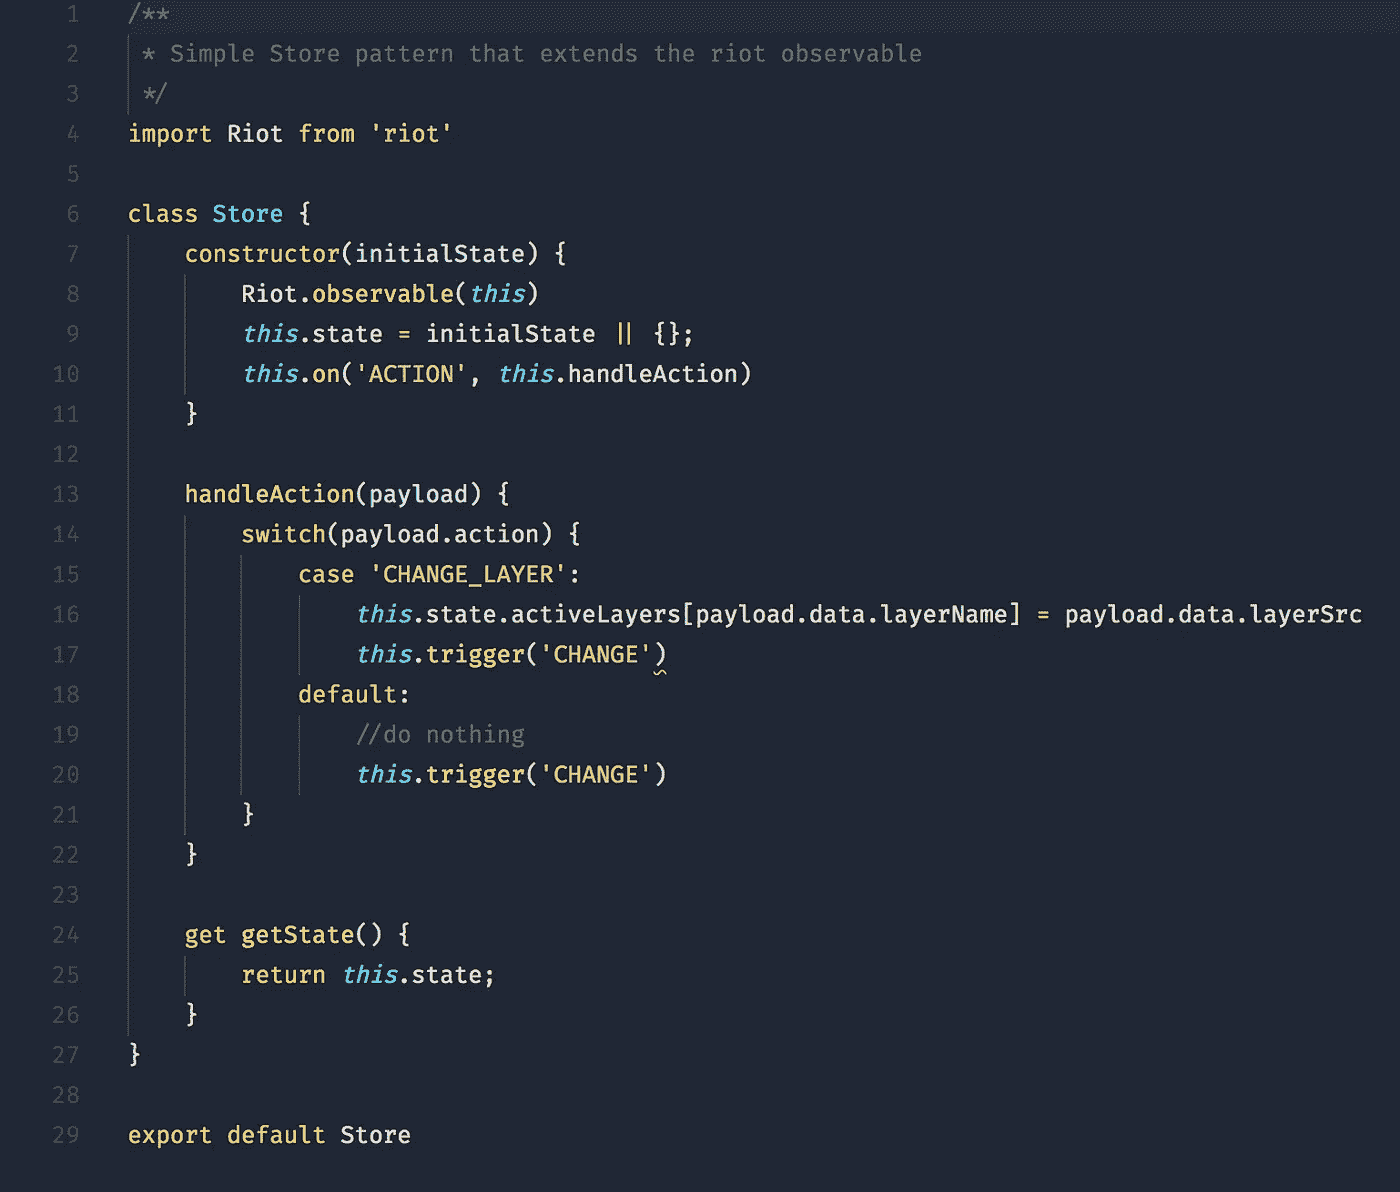 1 /**
2 * Simple Store pattern that extends the riot observable
3 */
4 import Riot from 'riot'
5
6 class Store {
7 constructor(initialState) {
8 Riot.observable(this)
9 this.state = initialState || {};
10 this.on('ACTION', this.handleAction)
11 }
12
13 handleAction(payload) {
14 switch(payload.action) {
15 case 'CHANGE_LAYER':
16 this.state.activeLayers[payload.data.layerName] = payload.data.layerSrc
17 this.trigger('CHANGE')
18 default:
19 //do nothing
20 this.trigger('CHANGE')
21 }
22 }
23
24 get getState() {
25 return this.state;
26 }
27 }
28
29 export default Store